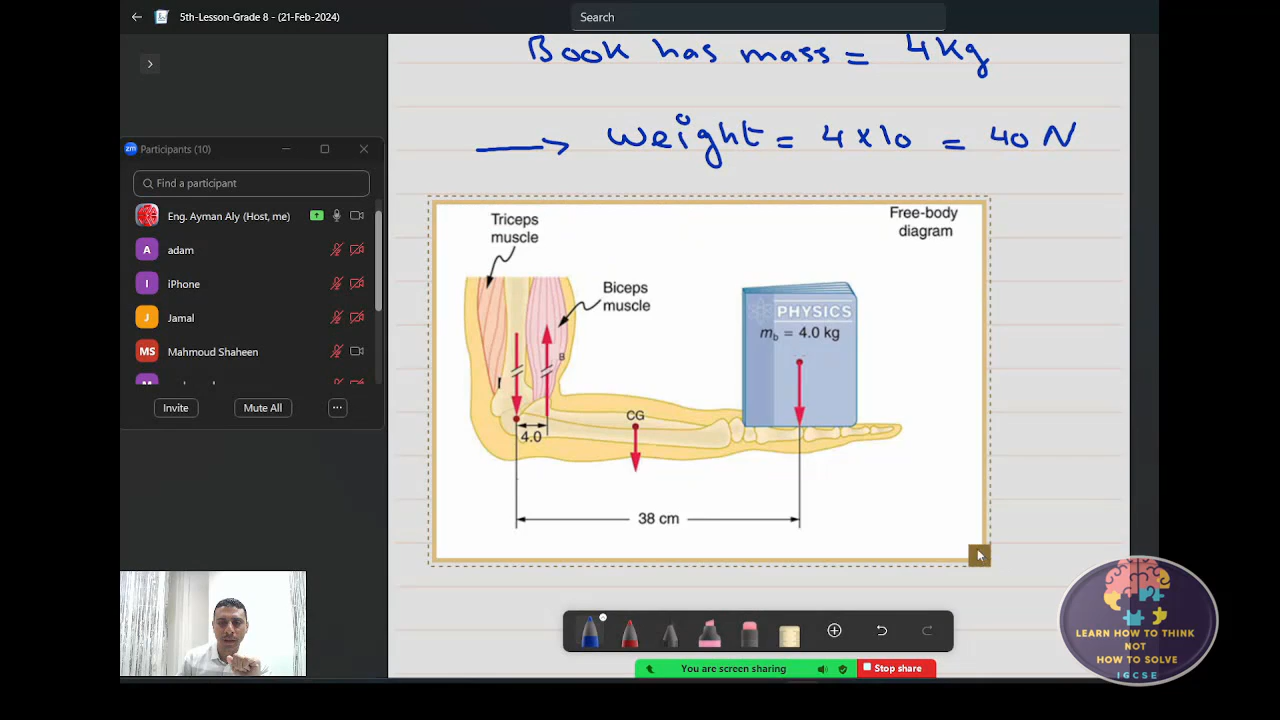 5th-Lesson-Grade 8 - (21-Feb-2024)
Search
Book has mass = 4kg
Weight = 4 x 10 = 40 N
zm Participants (10)
Find a participant
Eng. Ayman Aly (Host, me)
A adam
I iPhone
J Jamal
MS Mahmoud Shaheen
Invite
Mute All
...
Triceps
muscle
Free-body
diagram
Biceps
muscle
PHYSICS
mb = 4.0 kg
B
CG
4.0
38 cm
You are screen sharing
Stop share
LEARN HOW TO THINK
NOT
HOW TO SOLVE
IGCSE